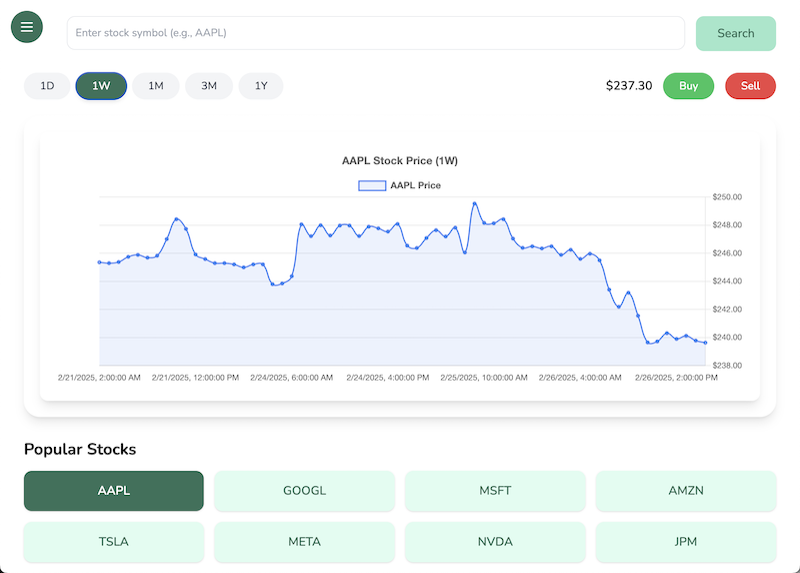 Enter stock symbol (e.g., AAPL)
Search
1D
1W
1M
3M
1Y
$237.30
Buy
Sell
AAPL Stock Price (1W)
AAPL Price
$250.00
$248.00
$246.00
$244.00
$242.00
$240.00
$238.00
2/21/2025, 2:00:00 AM
2/21/2025, 12:00:00 PM
2/24/2025, 6:00:00 AM
2/24/2025, 4:00:00 PM
2/25/2025, 10:00:00 AM
2/26/2025, 4:00:00 AM
2/26/2025, 2:00:00 PM
Popular Stocks
AAPL
GOOGL
MSFT
AMZN
TSLA
META
NVDA
JPM